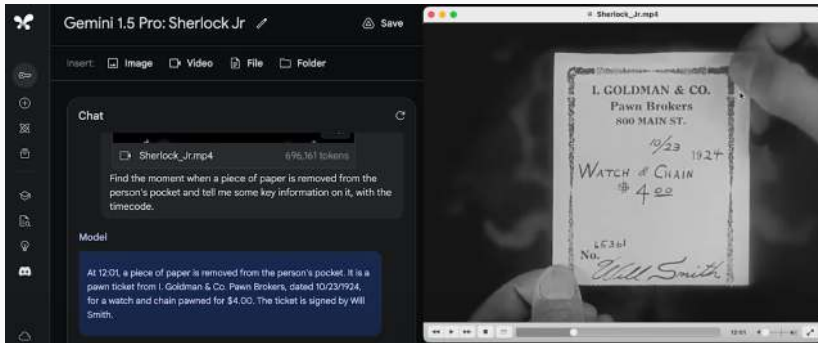 Gemini 1.5 Pro: Sherlock Jr
Save
Insert:
Image
Video
File
Folder
Chat
Sherlock_Jr.mp4
696,161 tokens
Find the moment when a piece of paper is removed from the
person's pocket and tell me some key information on it, with the
timecode.
Model
At 12:01, a piece of paper is removed from the person's pocket. It is a
pawn ticket from I. Goldman & Co. Pawn Brokers, dated 10/23/1924,
for a watch and chain pawned for $4.00. The ticket is signed by Will
Smith.
Sherlock_Jr.mp4
I. GOLDMAN & CO.
Pawn Brokers
800 MAIN ST.
10/23 1924
WATCH & CHAIN
$ 4 00
No. 65361
Will Smith
12:01